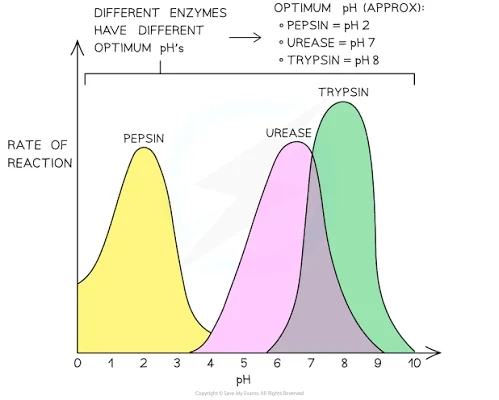 DIFFERENT ENZYMES
HAVE DIFFERENT
OPTIMUM pH's
OPTIMUM pH (APPROX):
∘ PEPSIN = pH 2
∘ UREASE = pH 7
∘ TRYPSIN = pH 8
TRYPSIN
PEPSIN
UREASE
RATE OF
REACTION
0 1 2 3 4 5 6 7 8 9 10
pH
Copyright © Save My Exams. All Rights Reserved